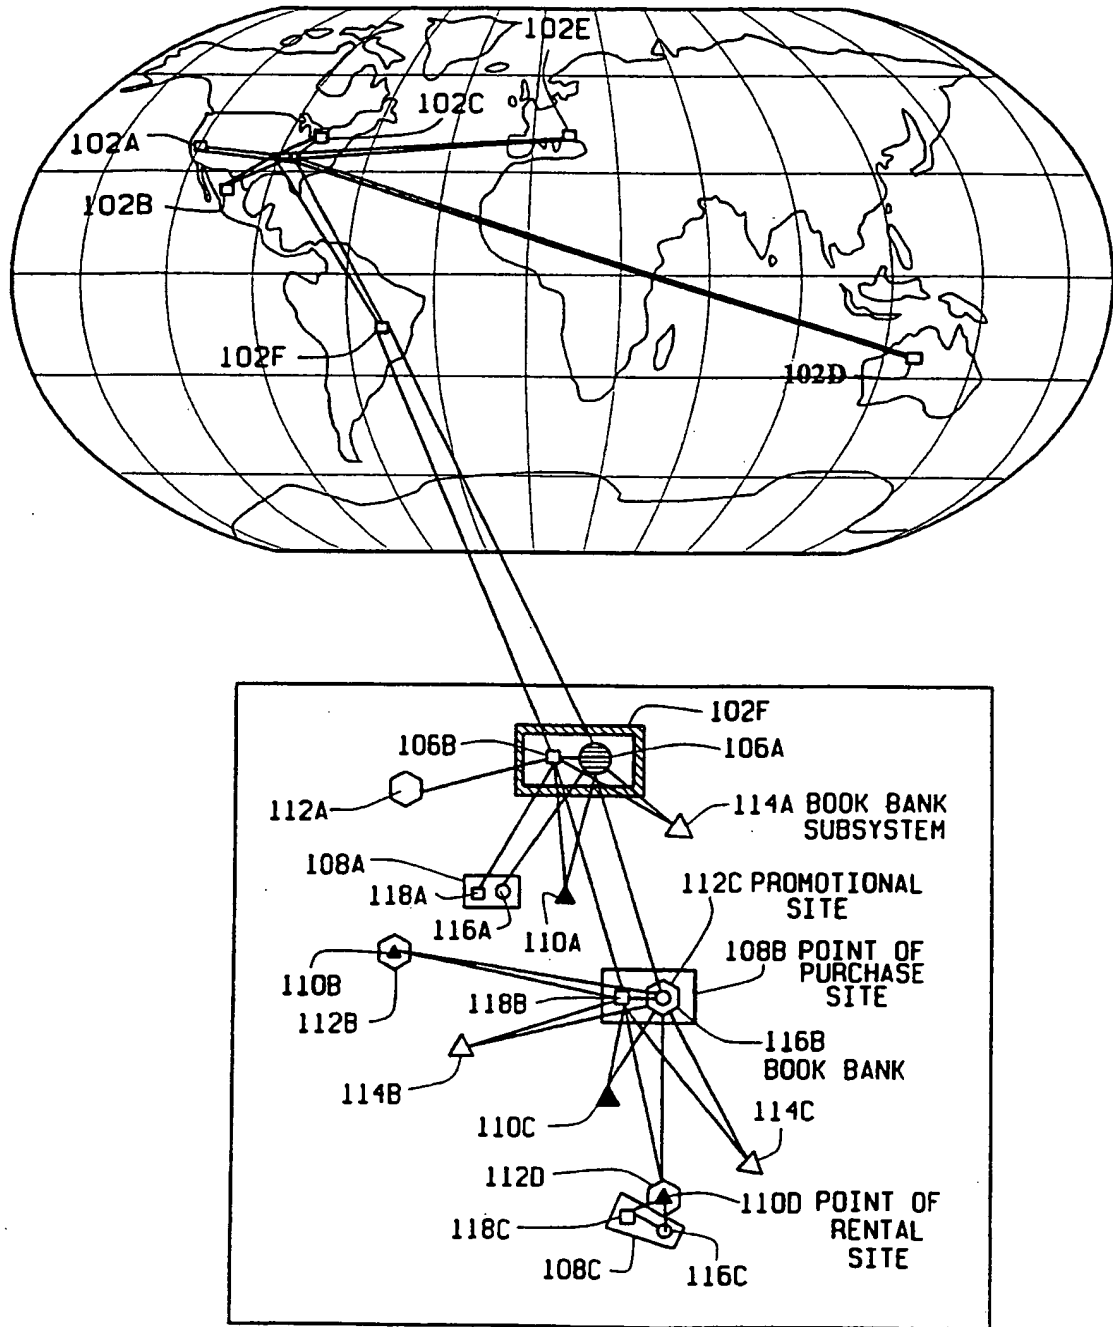 102E
102C
102A
102B
102F
102D
102F
106B
106A
112A
114A BOOK BANK
SUBSYSTEM
108A
118A
116A
110A
112C PROMOTIONAL
SITE
110B
112B
118B
108B POINT OF
PURCHASE
SITE
116B
BOOK BANK
114B
110C
114C
112D
110D POINT OF
RENTAL
SITE
118C
108C
116C